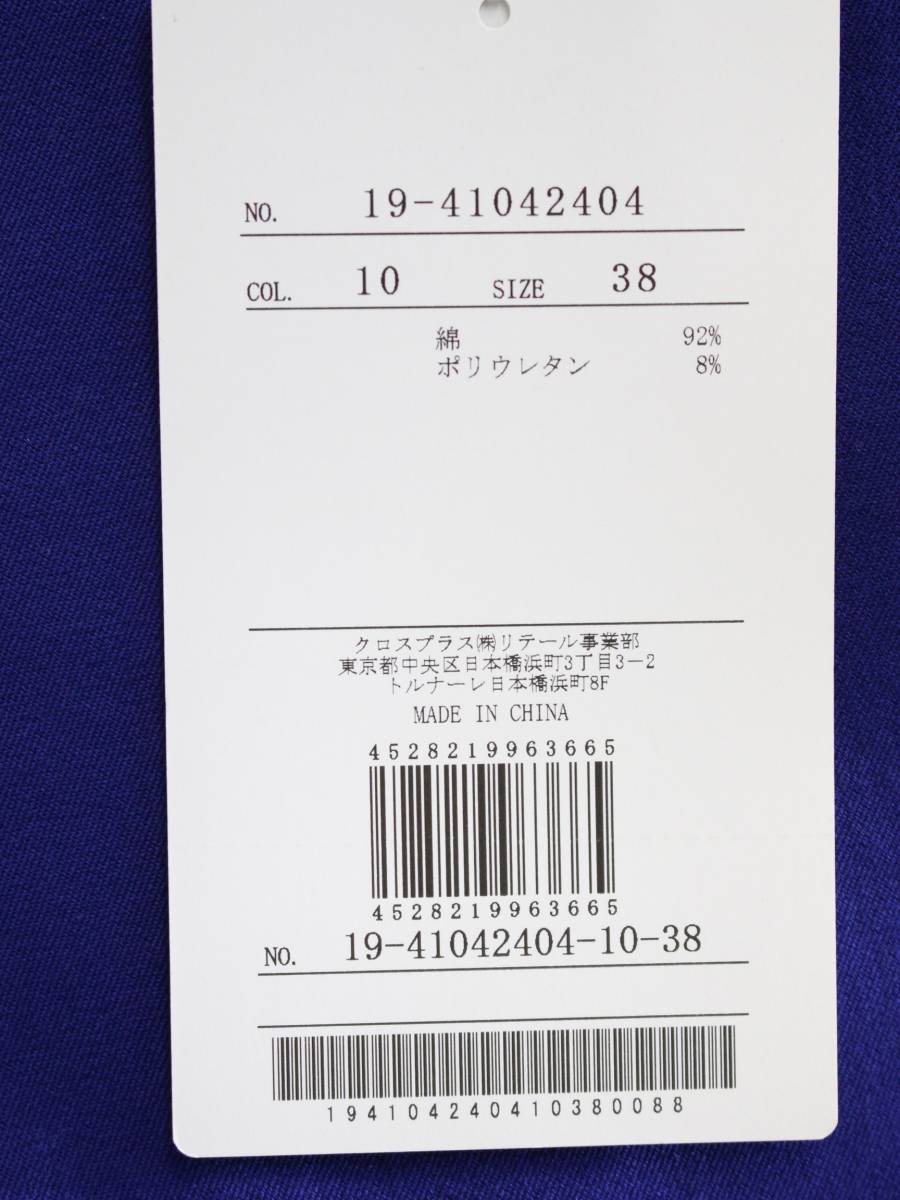 NO. 19-41042404
COL. 10 SIZE 38
綿 92%
ポリウレタン 8%
クロスプラス㈱リテール事業部
東京都中央区日本橋浜町3丁目3－2
トルナーレ日本橋浜町8F
MADE IN CHINA
4528219963665
4528219963665
NO. 19-41042404-10-38
194104240410380088